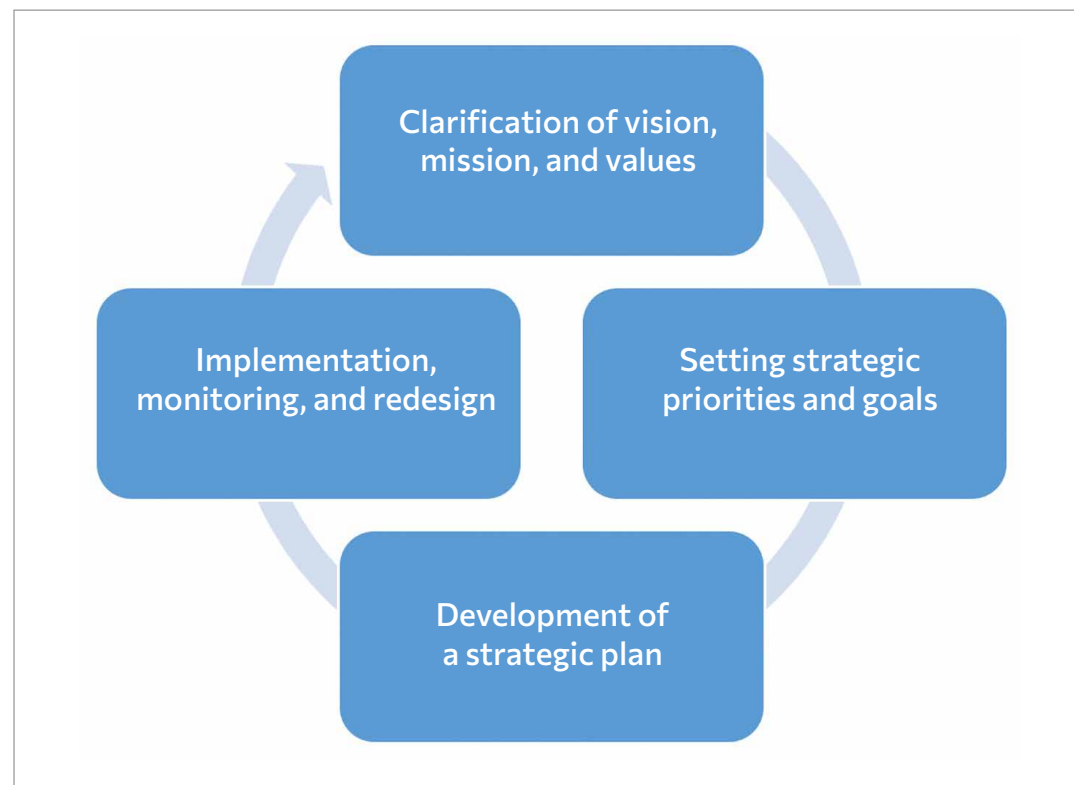 Clarification of vision,
mission, and values
Setting strategic
priorities and goals
Development of
a strategic plan
Implementation,
monitoring, and redesign